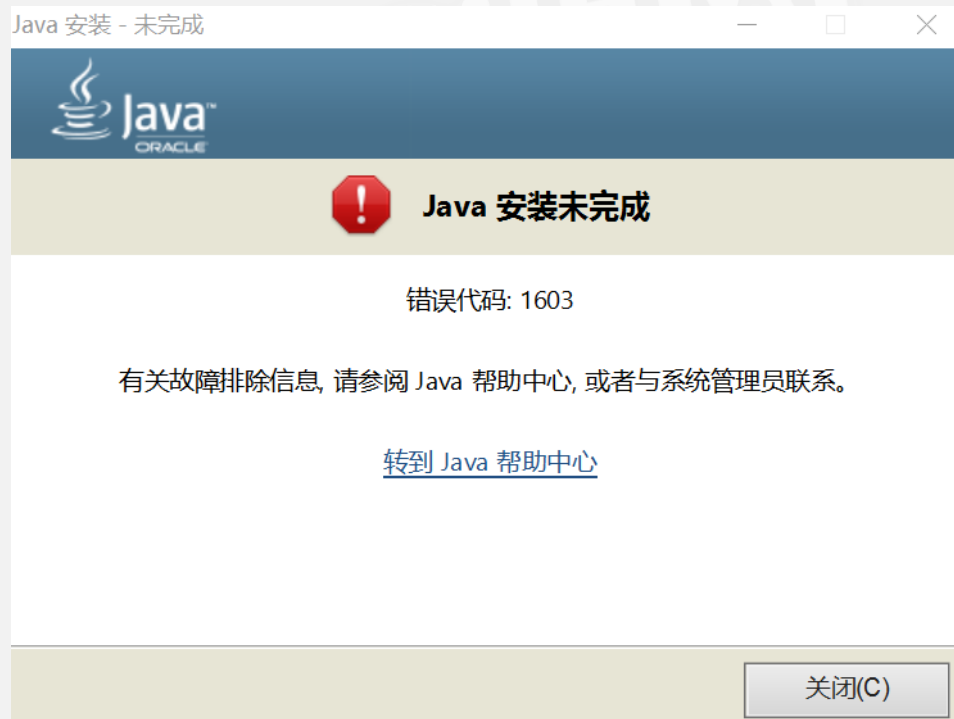 Java 安装 - 未完成
Java™
ORACLE
Java 安装未完成
错误代码: 1603
有关故障排除信息, 请参阅 Java 帮助中心, 或者与系统管理员联系。
转到 Java 帮助中心
关闭(C)